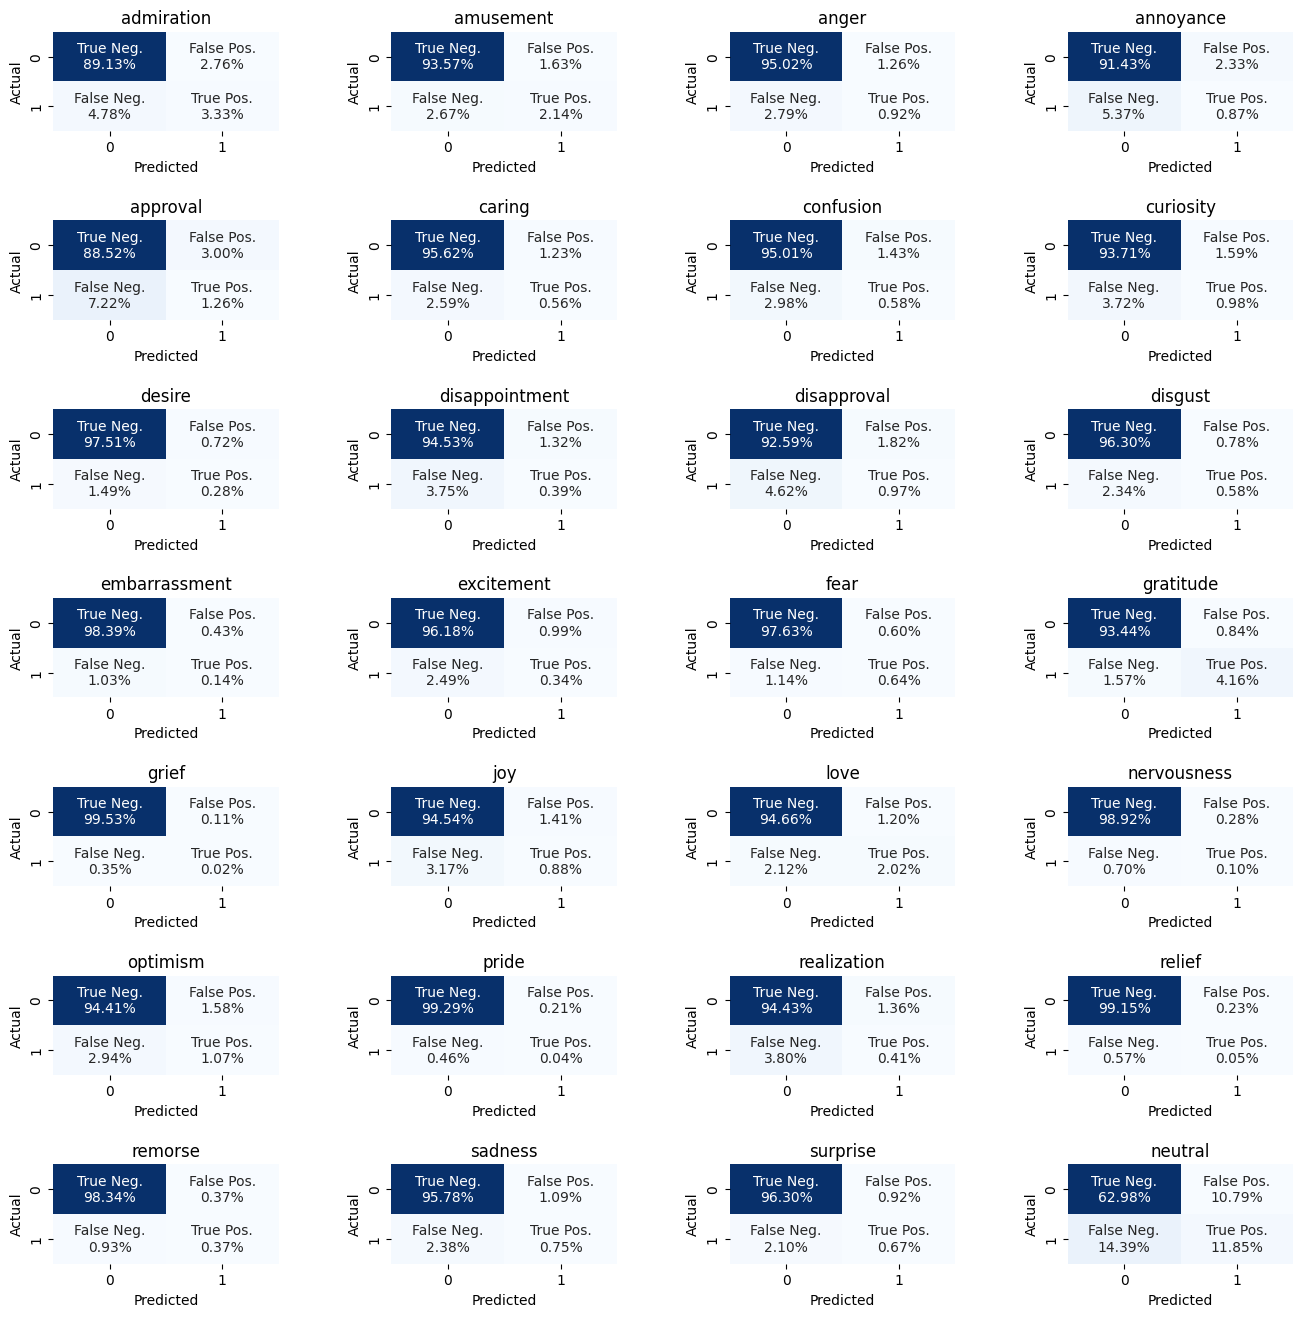 admiration
Actual
0
True Neg.
89.13%
False Pos.
2.76%
1
False Neg.
4.78%
True Pos.
3.33%
0
1
Predicted
amusement
Actual
0
True Neg.
93.57%
False Pos.
1.63%
1
False Neg.
2.67%
True Pos.
2.14%
0
1
Predicted
anger
Actual
0
True Neg.
95.02%
False Pos.
1.26%
1
False Neg.
2.79%
True Pos.
0.92%
0
1
Predicted
annoyance
Actual
0
True Neg.
91.43%
False Pos.
2.33%
1
False Neg.
5.37%
True Pos.
0.87%
0
1
Predicted
approval
Actual
0
True Neg.
88.52%
False Pos.
3.00%
1
False Neg.
7.22%
True Pos.
1.26%
0
1
Predicted
caring
Actual
0
True Neg.
95.62%
False Pos.
1.23%
1
False Neg.
2.59%
True Pos.
0.56%
0
1
Predicted
confusion
Actual
0
True Neg.
95.01%
False Pos.
1.43%
1
False Neg.
2.98%
True Pos.
0.58%
0
1
Predicted
curiosity
Actual
0
True Neg.
93.71%
False Pos.
1.59%
1
False Neg.
3.72%
True Pos.
0.98%
0
1
Predicted
desire
Actual
0
True Neg.
97.51%
False Pos.
0.72%
1
False Neg.
1.49%
True Pos.
0.28%
0
1
Predicted
disappointment
Actual
0
True Neg.
94.53%
False Pos.
1.32%
1
False Neg.
3.75%
True Pos.
0.39%
0
1
Predicted
disapproval
Actual
0
True Neg.
92.59%
False Pos.
1.82%
1
False Neg.
4.62%
True Pos.
0.97%
0
1
Predicted
disgust
Actual
0
True Neg.
96.30%
False Pos.
0.78%
1
False Neg.
2.34%
True Pos.
0.58%
0
1
Predicted
embarrassment
Actual
0
True Neg.
98.39%
False Pos.
0.43%
1
False Neg.
1.03%
True Pos.
0.14%
0
1
Predicted
excitement
Actual
0
True Neg.
96.18%
False Pos.
0.99%
1
False Neg.
2.49%
True Pos.
0.34%
0
1
Predicted
fear
Actual
0
True Neg.
97.63%
False Pos.
0.60%
1
False Neg.
1.14%
True Pos.
0.64%
0
1
Predicted
gratitude
Actual
0
True Neg.
93.44%
False Pos.
0.84%
1
False Neg.
1.57%
True Pos.
4.16%
0
1
Predicted
grief
Actual
0
True Neg.
99.53%
False Pos.
0.11%
1
False Neg.
0.35%
True Pos.
0.02%
0
1
Predicted
joy
Actual
0
True Neg.
94.54%
False Pos.
1.41%
1
False Neg.
3.17%
True Pos.
0.88%
0
1
Predicted
love
Actual
0
True Neg.
94.66%
False Pos.
1.20%
1
False Neg.
2.12%
True Pos.
2.02%
0
1
Predicted
nervousness
Actual
0
True Neg.
98.92%
False Pos.
0.28%
1
False Neg.
0.70%
True Pos.
0.10%
0
1
Predicted
optimism
Actual
0
True Neg.
94.41%
False Pos.
1.58%
1
False Neg.
2.94%
True Pos.
1.07%
0
1
Predicted
pride
Actual
0
True Neg.
99.29%
False Pos.
0.21%
1
False Neg.
0.46%
True Pos.
0.04%
0
1
Predicted
realization
Actual
0
True Neg.
94.43%
False Pos.
1.36%
1
False Neg.
3.80%
True Pos.
0.41%
0
1
Predicted
relief
Actual
0
True Neg.
99.15%
False Pos.
0.23%
1
False Neg.
0.57%
True Pos.
0.05%
0
1
Predicted
remorse
Actual
0
True Neg.
98.34%
False Pos.
0.37%
1
False Neg.
0.93%
True Pos.
0.37%
0
1
Predicted
sadness
Actual
0
True Neg.
95.78%
False Pos.
1.09%
1
False Neg.
2.38%
True Pos.
0.75%
0
1
Predicted
surprise
Actual
0
True Neg.
96.30%
False Pos.
0.92%
1
False Neg.
2.10%
True Pos.
0.67%
0
1
Predicted
neutral
Actual
0
True Neg.
62.98%
False Pos.
10.79%
1
False Neg.
14.39%
True Pos.
11.85%
0
1
Predicted